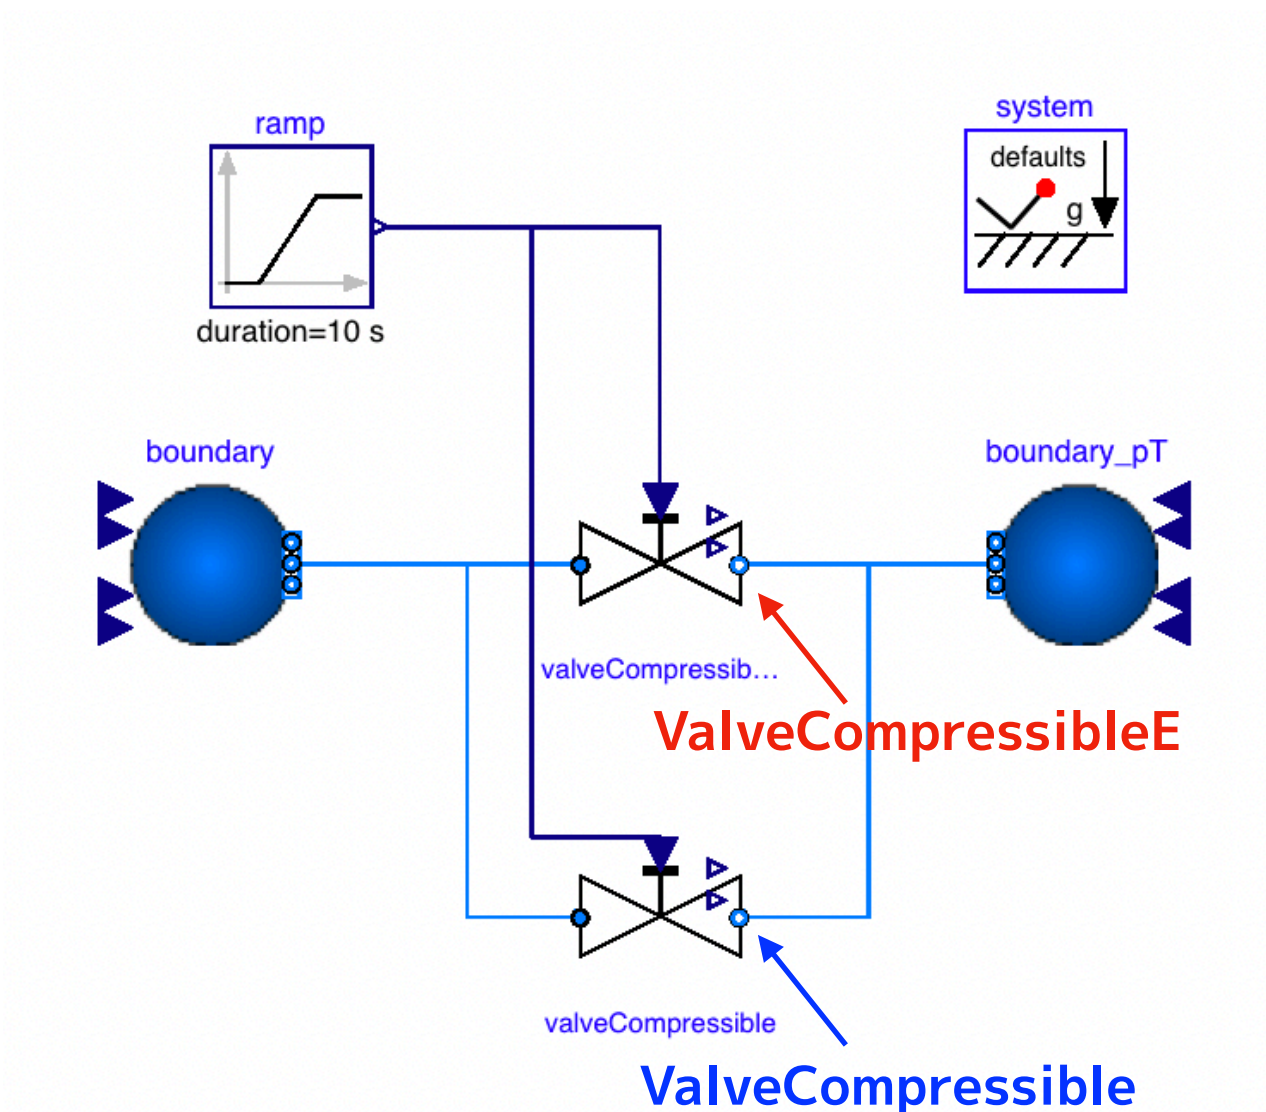 ramp
system
defaults
g
duration=10 s
boundary
boundary_pT
valveCompressib...
ValveCompressibleE
valveCompressible
ValveCompressible